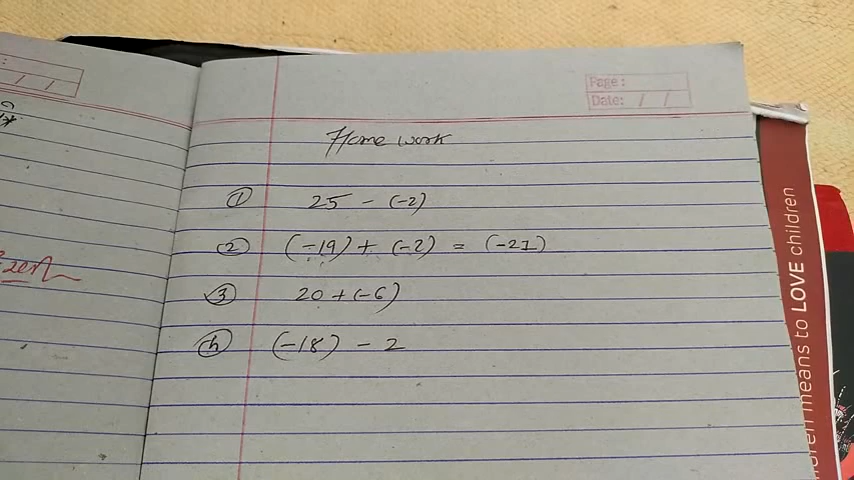 Page:
Date: / /
Home work
① 25 - (-2)
② (-19) + (-2) = (-21)
③ 20 + (-6)
④ (-18) - 2
means to LOVE children